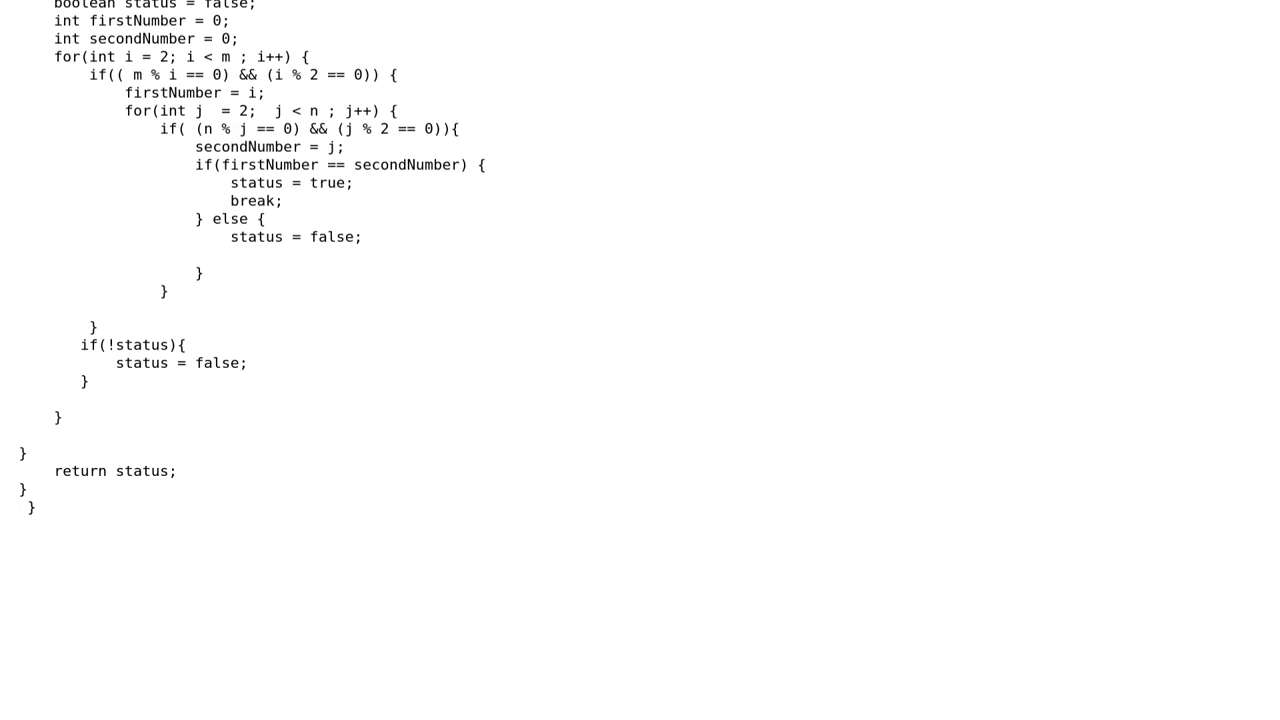 boolean status = false;
int firstNumber = 0;
int secondNumber = 0;
for(int i = 2; i < m ; i++) {
if(( m % i == 0) && (i % 2 == 0)) {
firstNumber = i;
for(int j  = 2;  j < n ; j++) {
if( (n % j == 0) && (j % 2 == 0)){
secondNumber = j;
if(firstNumber == secondNumber) {
status = true;
break;
} else {
status = false;
}
}
}
if(!status){
status = false;
}
}
}
return status;
}
}